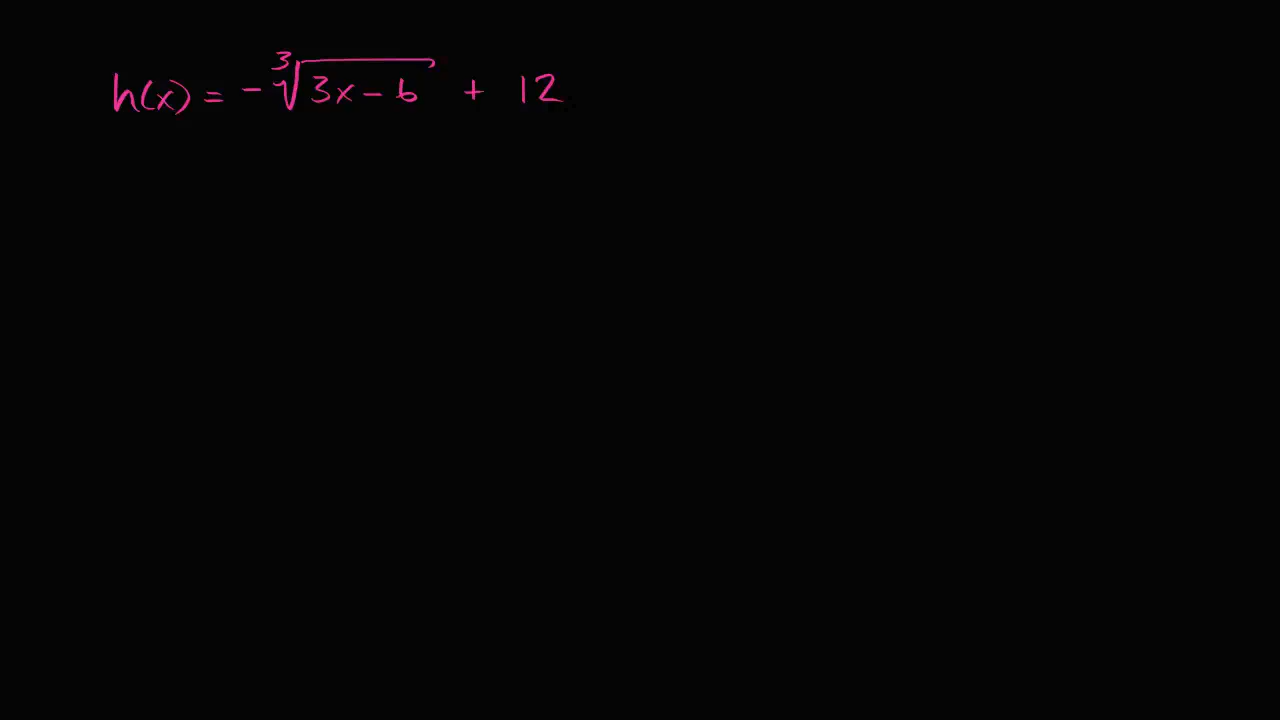 h(x) = -∛(3x-6) + 12